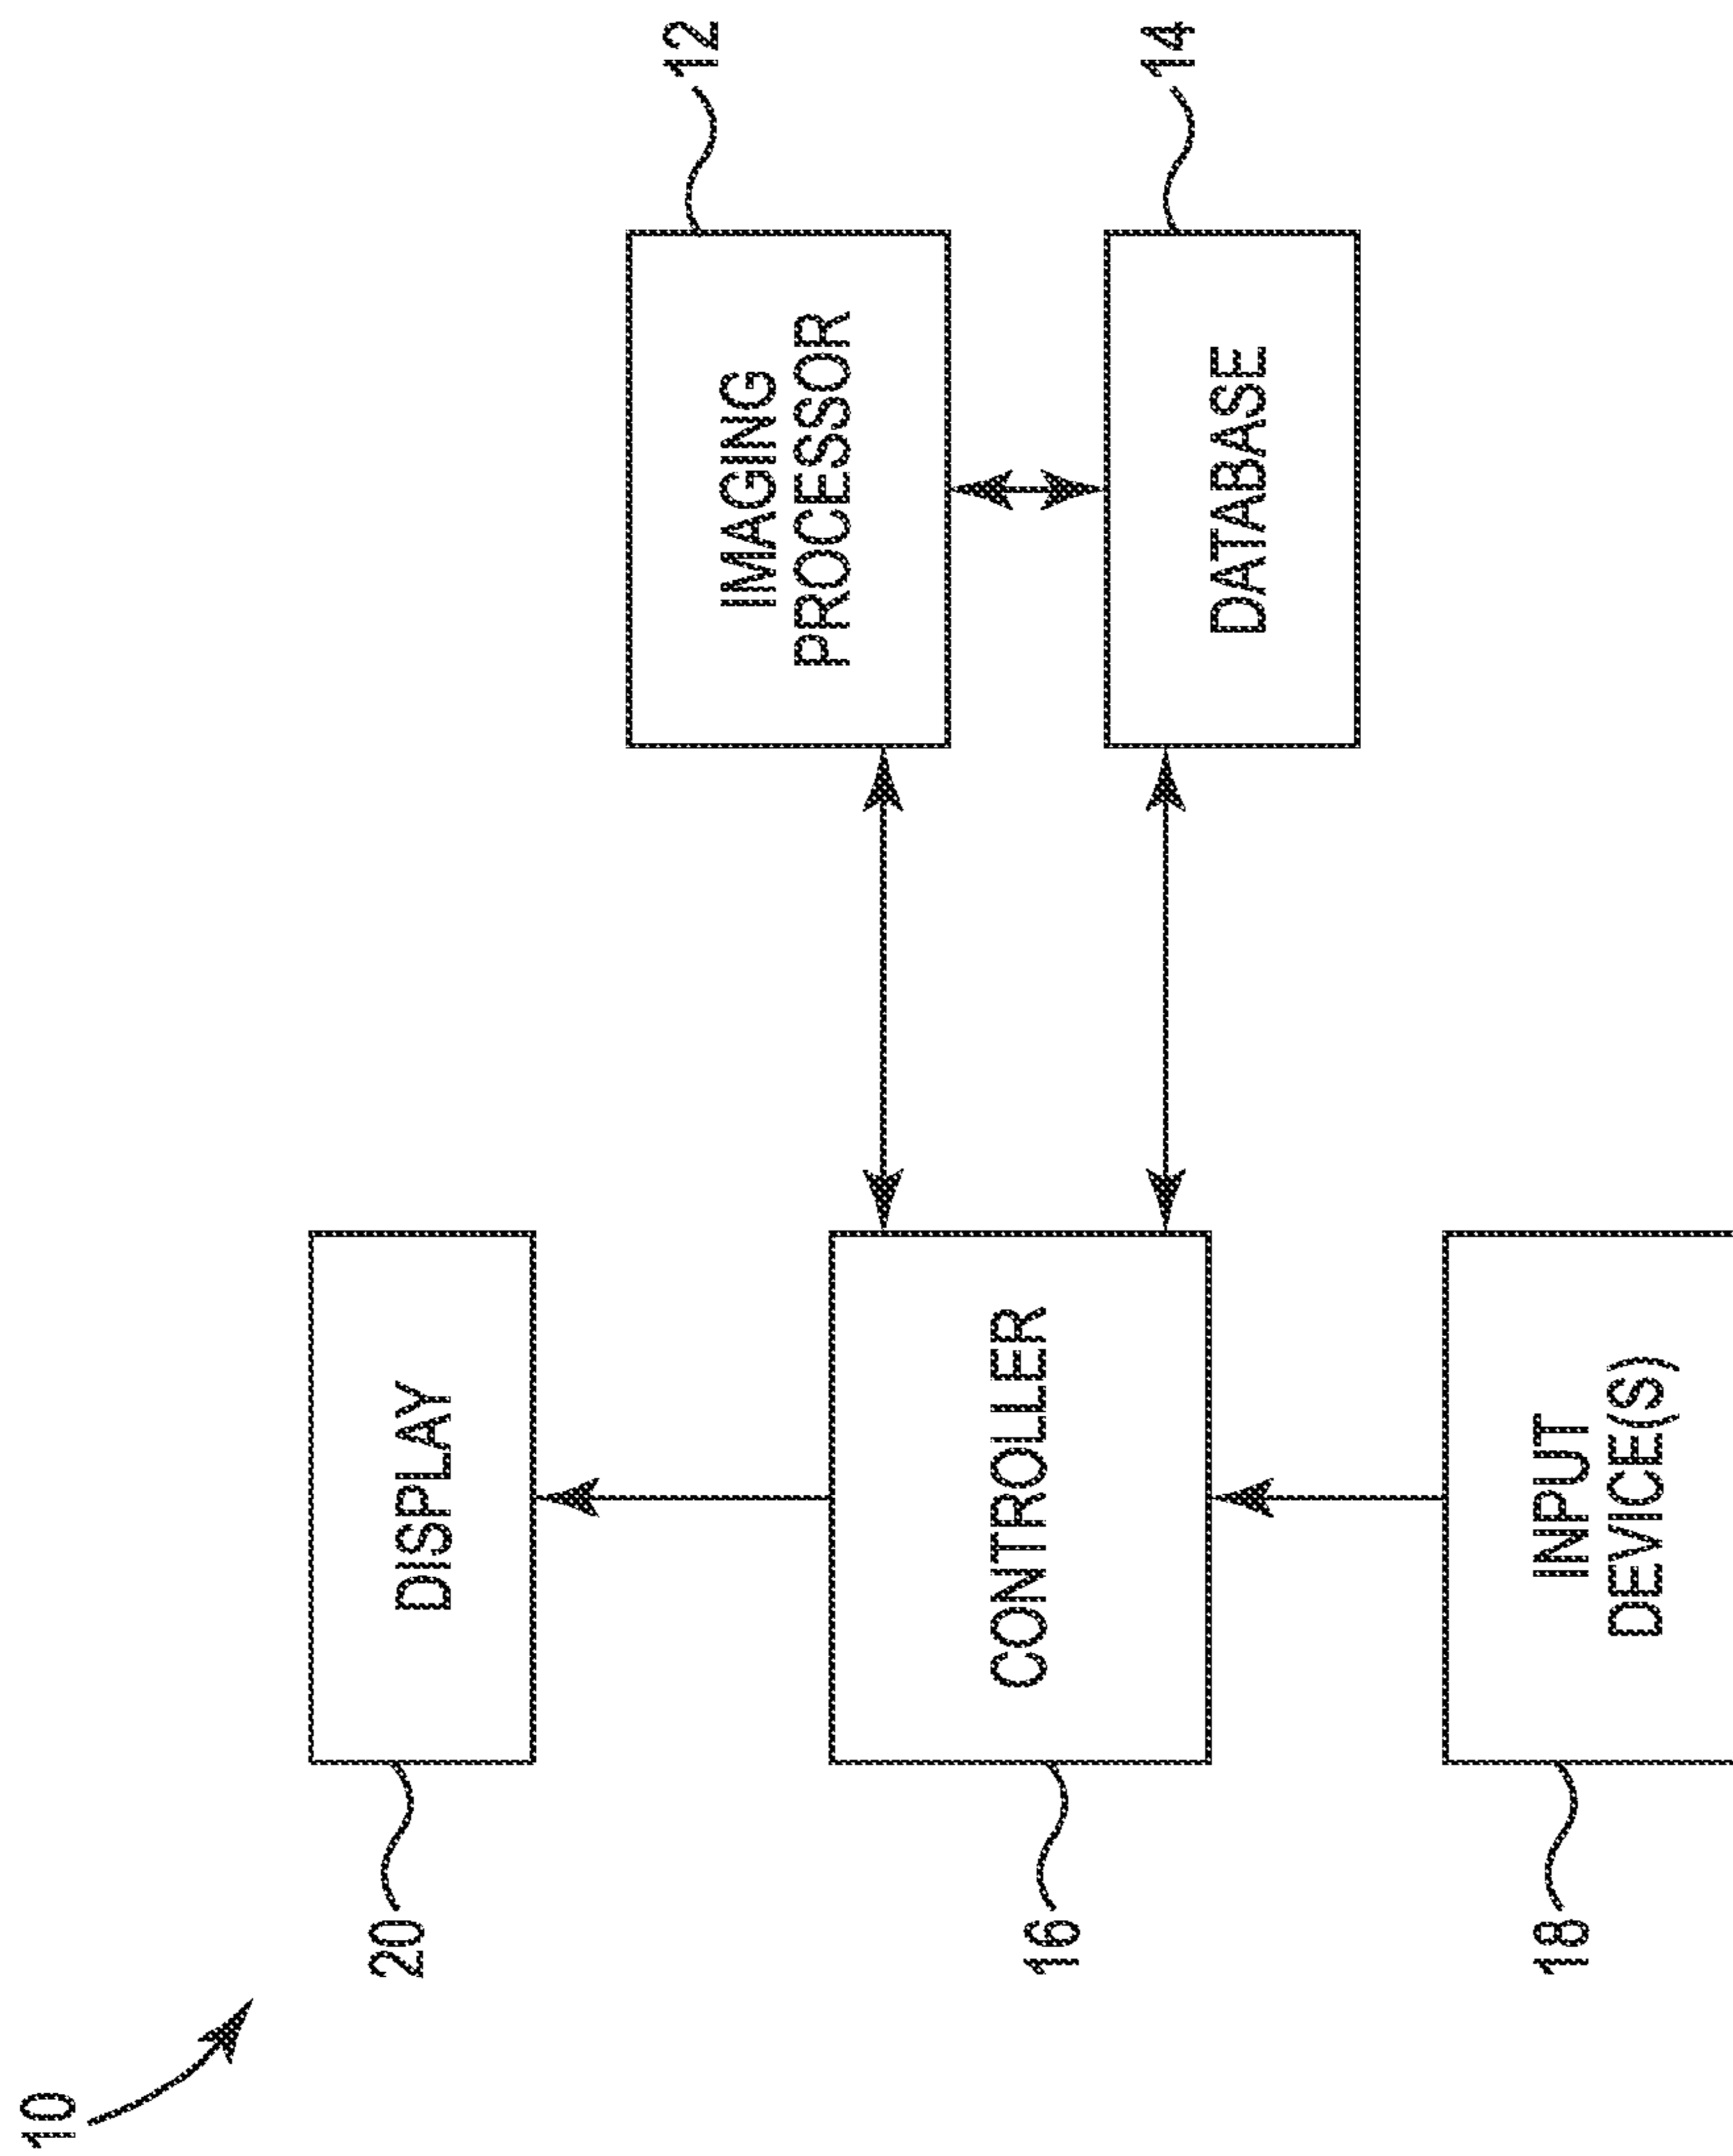 10
20
DISPLAY
IMAGING
PROCESSOR
12
16
CONTROLLER
DATABASE
14
18
INPUT
DEVICE(S)